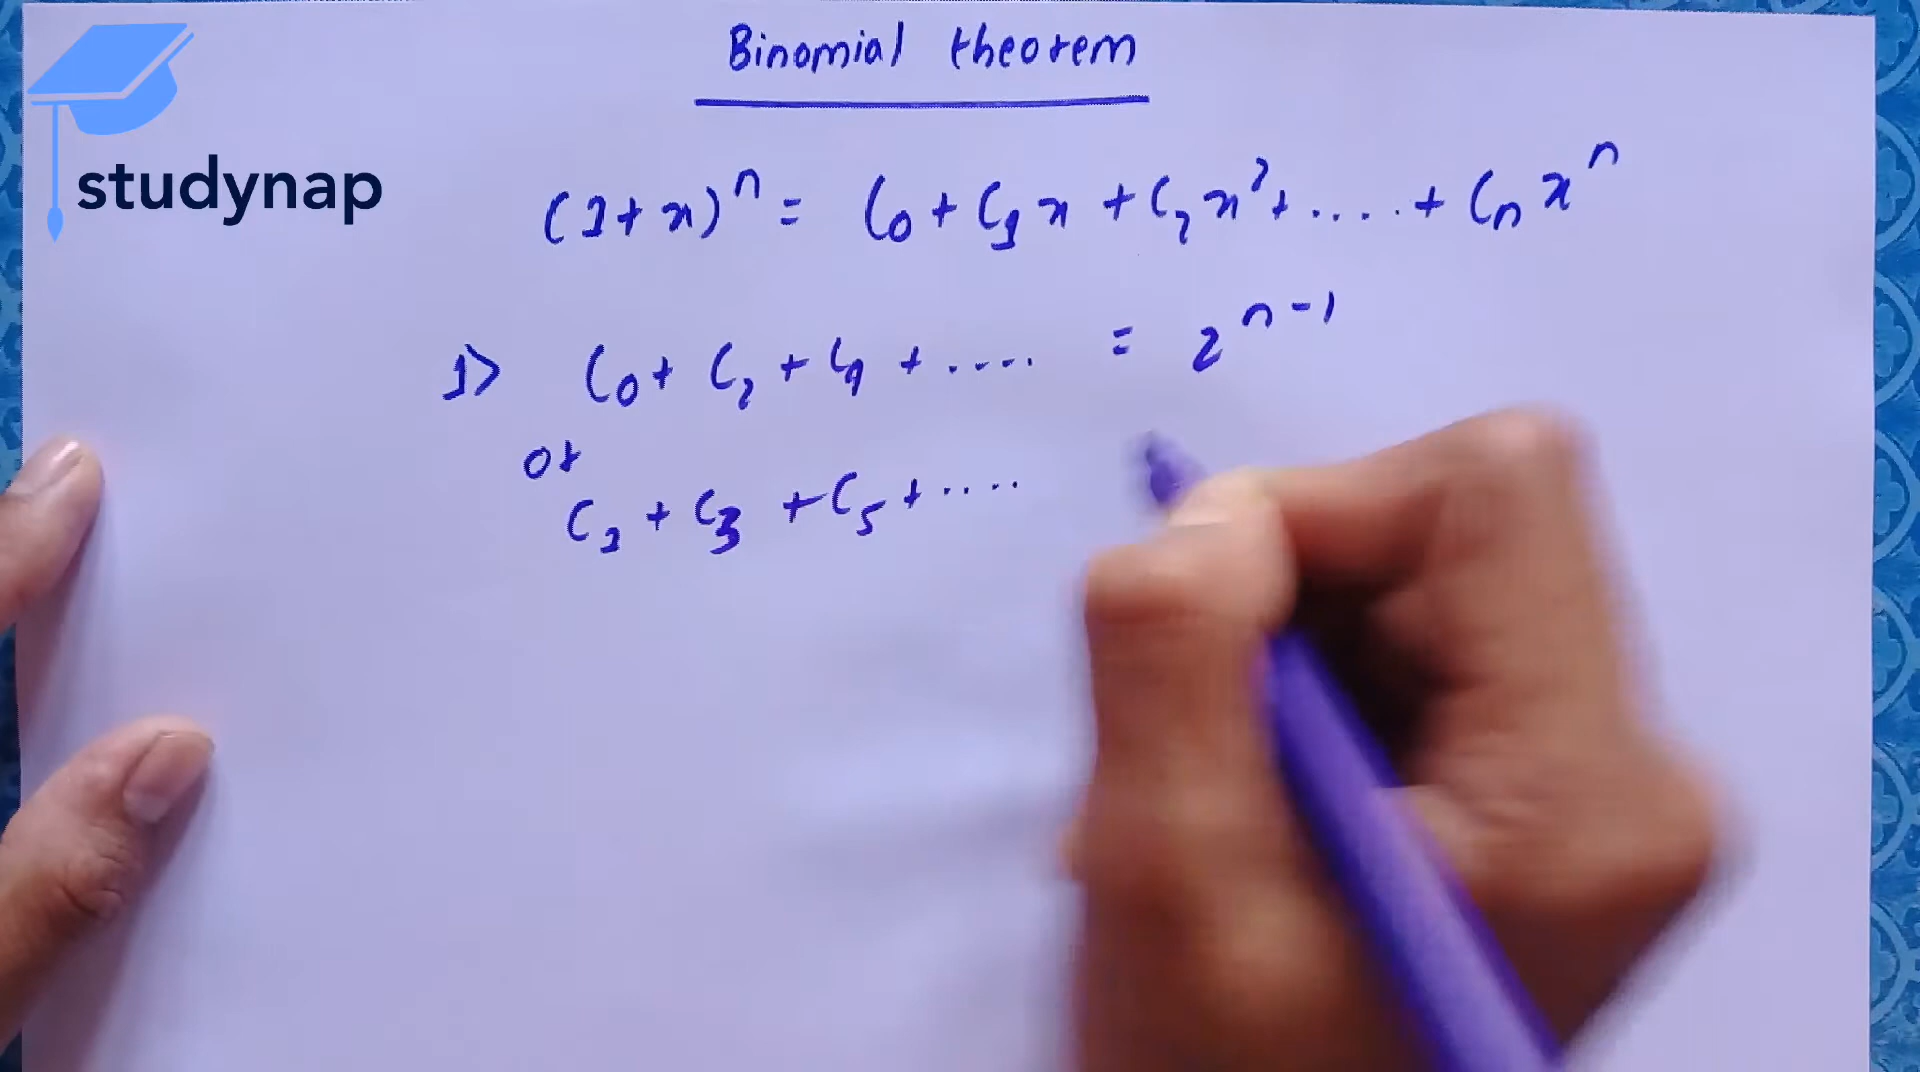 Binomial theorem
studynap
(1+x)ⁿ = C₀ + C₁x + C₂x² + .... + Cₙxⁿ
1> C₀ + C₂ + C₄ + .... = 2ⁿ⁻¹
or
C₁ + C₃ + C₅ + ....